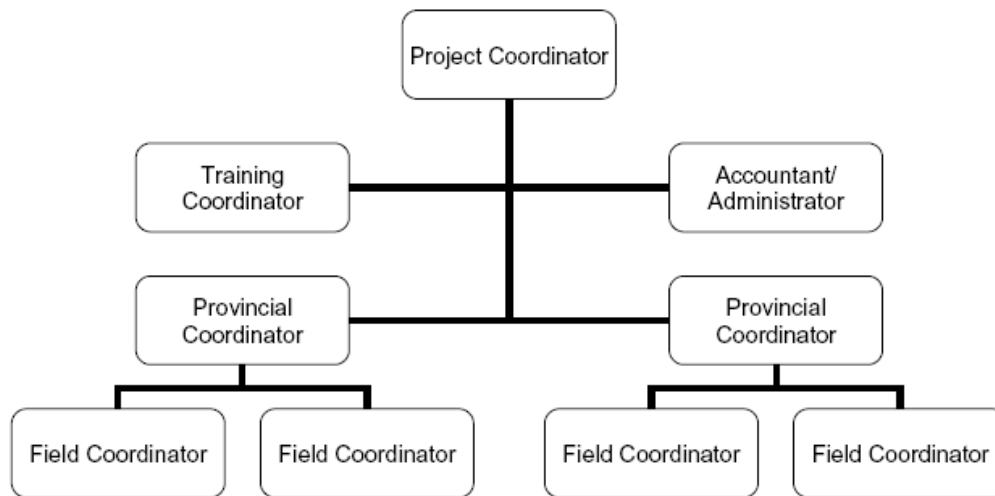 Project Coordinator
Training
Coordinator
Accountant/
Administrator
Provincial
Coordinator
Provincial
Coordinator
Field Coordinator
Field Coordinator
Field Coordinator
Field Coordinator